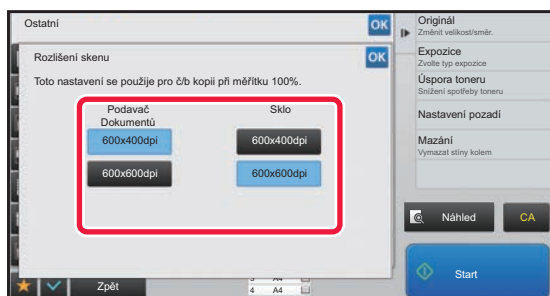 Ostatní
OK
Rozlišení skenu
OK
Toto nastavení se použije pro č/b kopii při měřítku 100%.
Podavač
Dokumentů
Sklo
600x400dpi
600x400dpi
600x600dpi
600x600dpi
Zpět
A4
4 A4
Originál
Změnit velikost/směr.
Expozice
Zvolte typ expozice
Úspora toneru
Snížení spotřeby toneru
Nastavení pozadí
Mazání
Vymazat stíny kolem
Náhled
CA
Start